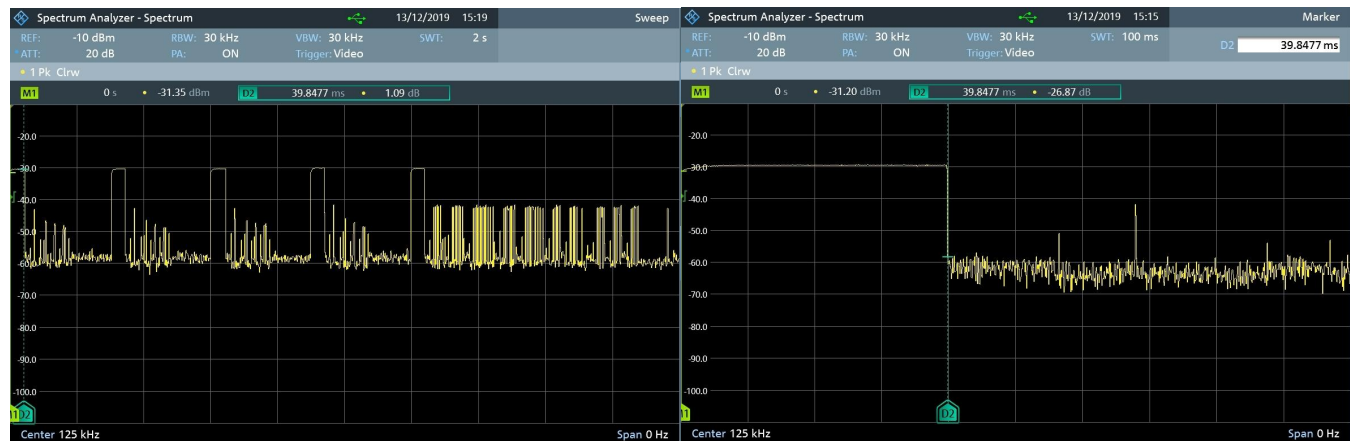 Spectrum Analyzer - Spectrum 13/12/2019 15:19 Sweep
REF: -10 dBm RBW: 30 kHz VBW: 30 kHz SWT: 2 s
ATT: 20 dB PA: ON Trigger: Video
1 Pk Clrw
M1 0 s -31.35 dBm D2 39.8477 ms 1.09 dB
-20.0
-30.0
-40.0
-50.0
-60.0
-70.0
-80.0
-90.0
-100.0
D2
Center 125 kHz Span 0 Hz
Spectrum Analyzer - Spectrum 13/12/2019 15:15 Marker
REF: -10 dBm RBW: 30 kHz VBW: 30 kHz SWT: 100 ms D2 39.8477 ms
ATT: 20 dB PA: ON Trigger: Video
1 Pk Clrw
M1 0 s -31.20 dBm D2 39.8477 ms -26.87 dB
-20.0
-30.0
-40.0
-50.0
-60.0
-70.0
-80.0
-90.0
-100.0
D2
Center 125 kHz Span 0 Hz